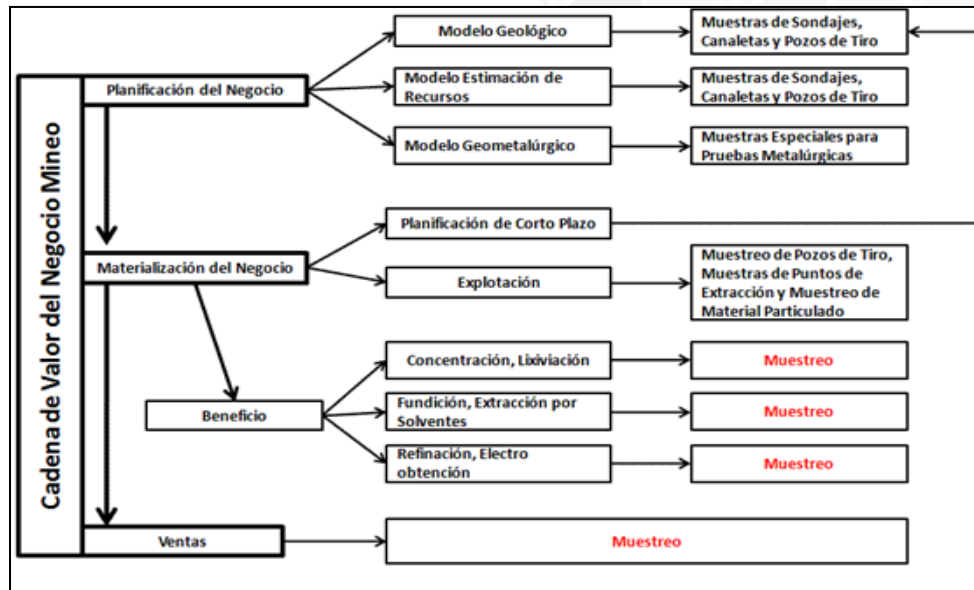 Cadena de Valor del Negocio Mineo
Planificación del Negocio
Modelo Geológico
Muestras de Sondajes,
Canaletas y Pozos de Tiro
Modelo Estimación de
Recursos
Muestras de Sondajes,
Canaletas y Pozos de Tiro
Modelo Geometalúrgico
Muestras Especiales para
Pruebas Metalúrgicas
Materialización del Negocio
Planificación de Corto Plazo
Explotación
Muestreo de Pozos de Tiro,
Muestras de Puntos de
Extracción y Muestreo de
Material Particulado
Beneficio
Concentración, Lixiviación
Muestreo
Fundición, Extracción por
Solventes
Muestreo
Refinación, Electro
obtención
Muestreo
Ventas
Muestreo